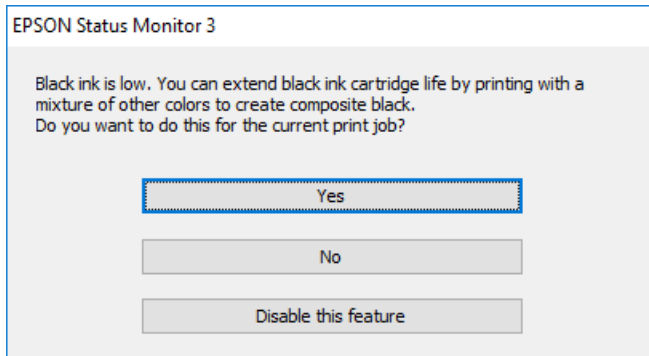 EPSON Status Monitor 3
Black ink is low. You can extend black ink cartridge life by printing with a
mixture of other colors to create composite black.
Do you want to do this for the current print job?
Yes
No
Disable this feature